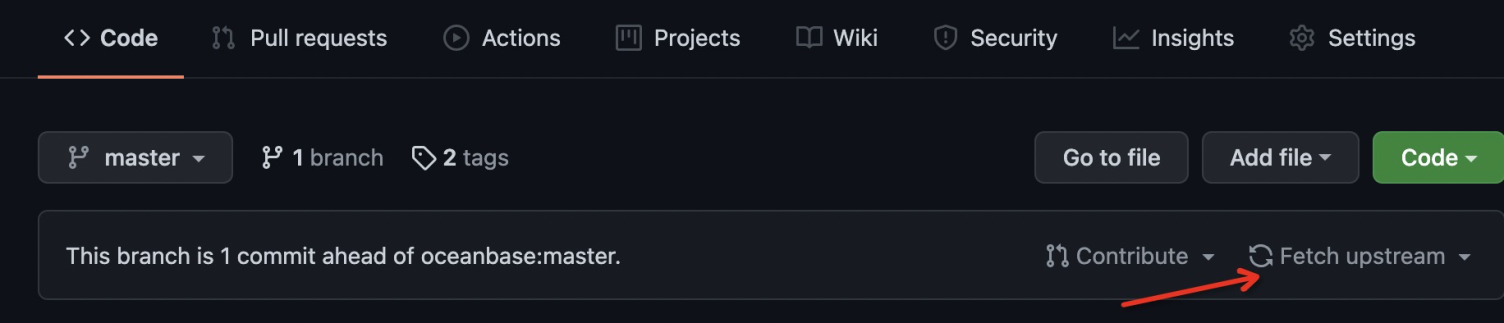 <> Code Pull requests Actions Projects Wiki Security Insights Settings
master 1 branch 2 tags Go to file Add file Code
This branch is 1 commit ahead of oceanbase:master. Contribute Fetch upstream